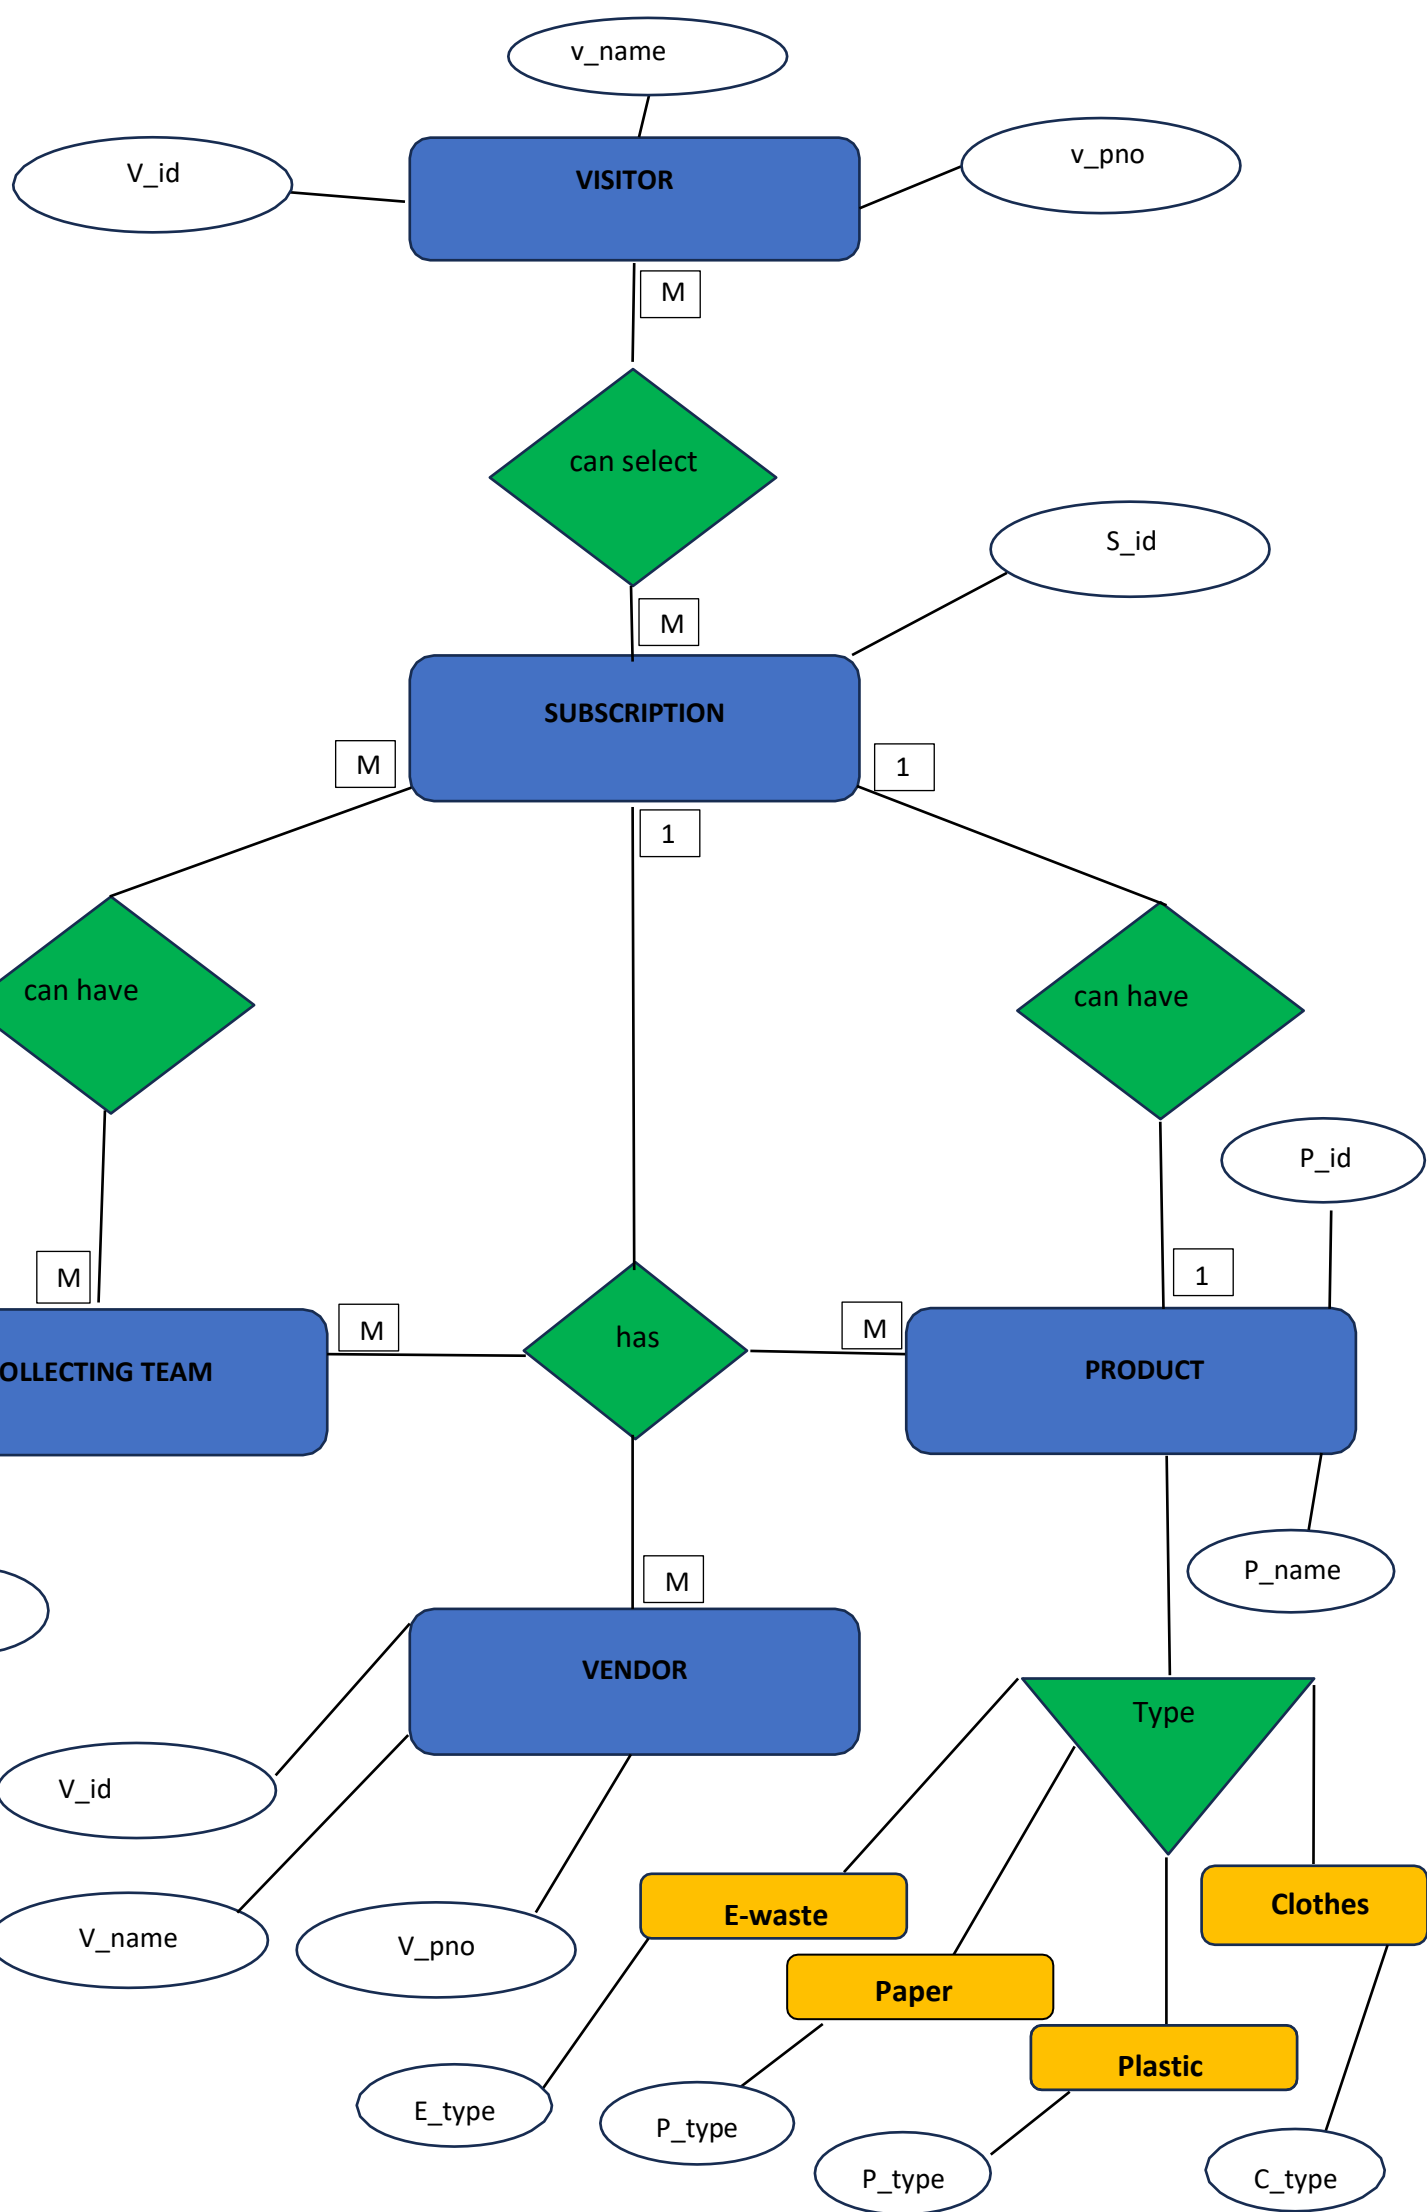 v_name
V_id
VISITOR
v_pno
M
can select
S_id
M
SUBSCRIPTION
M
1
1
can have
can have
P_id
M
1
M
has
M
OLLECTING TEAM
PRODUCT
M
P_name
VENDOR
Type
V_id
V_name
V_pno
E-waste
Clothes
Paper
Plastic
E_type
P_type
P_type
C_type